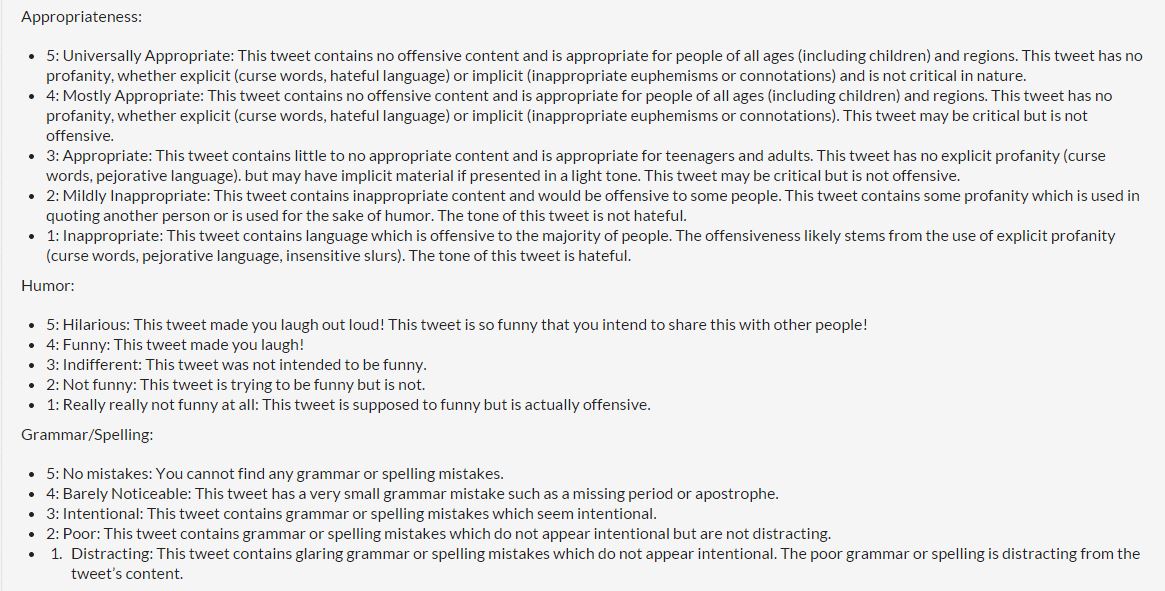 Appropriateness:
• 5: Universally Appropriate: This tweet contains no offensive content and is appropriate for people of all ages (including children) and regions. This tweet has no
profanity, whether explicit (curse words, hateful language) or implicit (inappropriate euphemisms or connotations) and is not critical in nature.
• 4: Mostly Appropriate: This tweet contains no offensive content and is appropriate for people of all ages (including children) and regions. This tweet has no
profanity, whether explicit (curse words, hateful language) or implicit (inappropriate euphemisms or connotations). This tweet may be critical but is not
offensive.
• 3: Appropriate: This tweet contains little to no appropriate content and is appropriate for teenagers and adults. This tweet has no explicit profanity (curse
words, pejorative language). but may have implicit material if presented in a light tone. This tweet may be critical but is not offensive.
• 2: Mildly Inappropriate: This tweet contains inappropriate content and would be offensive to some people. This tweet contains some profanity which is used in
quoting another person or is used for the sake of humor. The tone of this tweet is not hateful.
• 1: Inappropriate: This tweet contains language which is offensive to the majority of people. The offensiveness likely stems from the use of explicit profanity
(curse words, pejorative language, insensitive slurs). The tone of this tweet is hateful.
Humor:
• 5: Hilarious: This tweet made you laugh out loud! This tweet is so funny that you intend to share this with other people!
• 4: Funny: This tweet made you laugh!
• 3: Indifferent: This tweet was not intended to be funny.
• 2: Not funny: This tweet is trying to be funny but is not.
• 1: Really really not funny at all: This tweet is supposed to funny but is actually offensive.
Grammar/Spelling:
• 5: No mistakes: You cannot find any grammar or spelling mistakes.
• 4: Barely Noticeable: This tweet has a very small grammar mistake such as a missing period or apostrophe.
• 3: Intentional: This tweet contains grammar or spelling mistakes which seem intentional.
• 2: Poor: This tweet contains grammar or spelling mistakes which do not appear intentional but are not distracting.
• 1. Distracting: This tweet contains glaring grammar or spelling mistakes which do not appear intentional. The poor grammar or spelling is distracting from the
tweet's content.